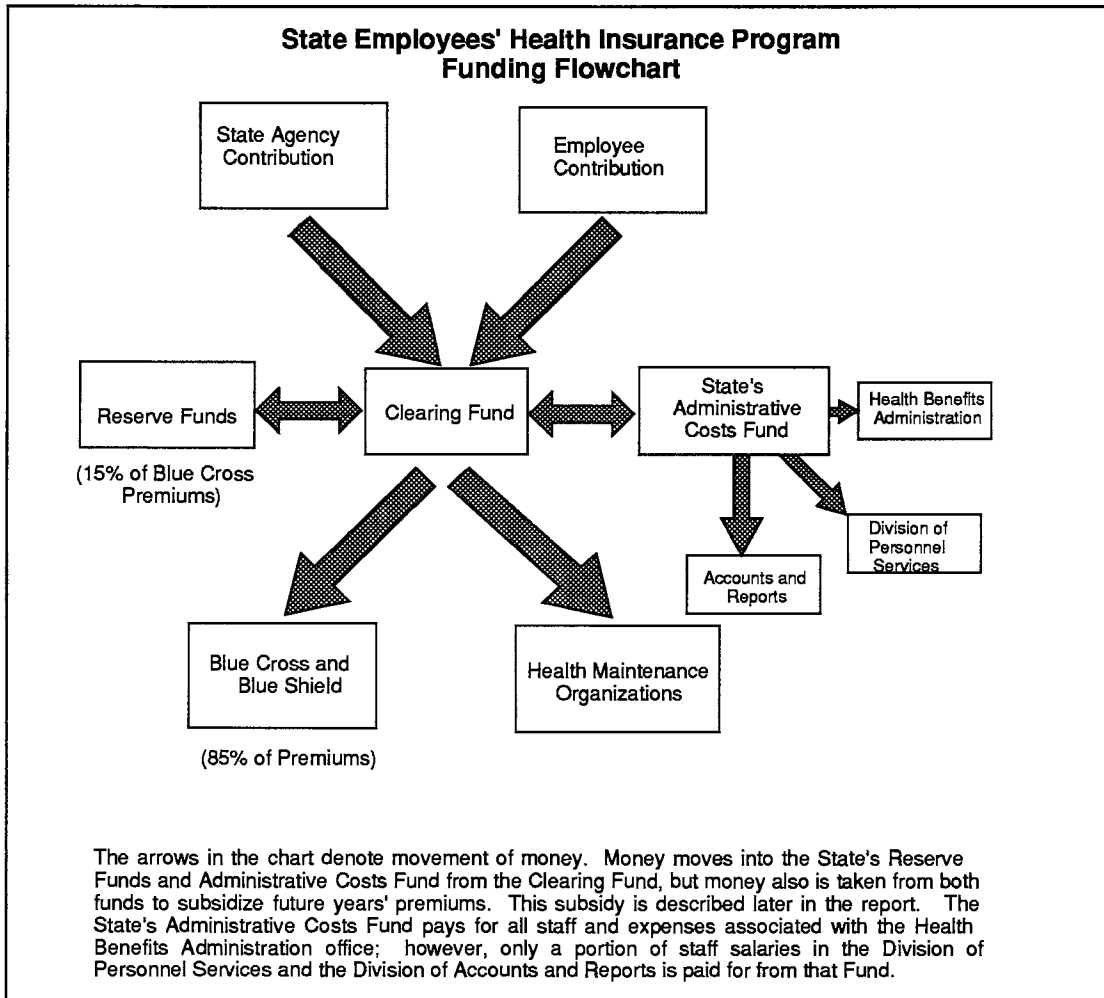 State Employees' Health Insurance Program
Funding Flowchart
State Agency
Contribution
Employee
Contribution
Reserve Funds
(15% of Blue Cross
Premiums)
Clearing Fund
State's
Administrative
Costs Fund
Health Benefits
Administration
Division of
Personnel
Services
Accounts and
Reports
Blue Cross and
Blue Shield
(85% of Premiums)
Health Maintenance
Organizations
The arrows in the chart denote movement of money. Money moves into the State's Reserve
Funds and Administrative Costs Fund from the Clearing Fund, but money also is taken from both
funds to subsidize future years' premiums. This subsidy is described later in the report. The
State's Administrative Costs Fund pays for all staff and expenses associated with the Health
Benefits Administration office; however, only a portion of staff salaries in the Division of
Personnel Services and the Division of Accounts and Reports is paid for from that Fund.